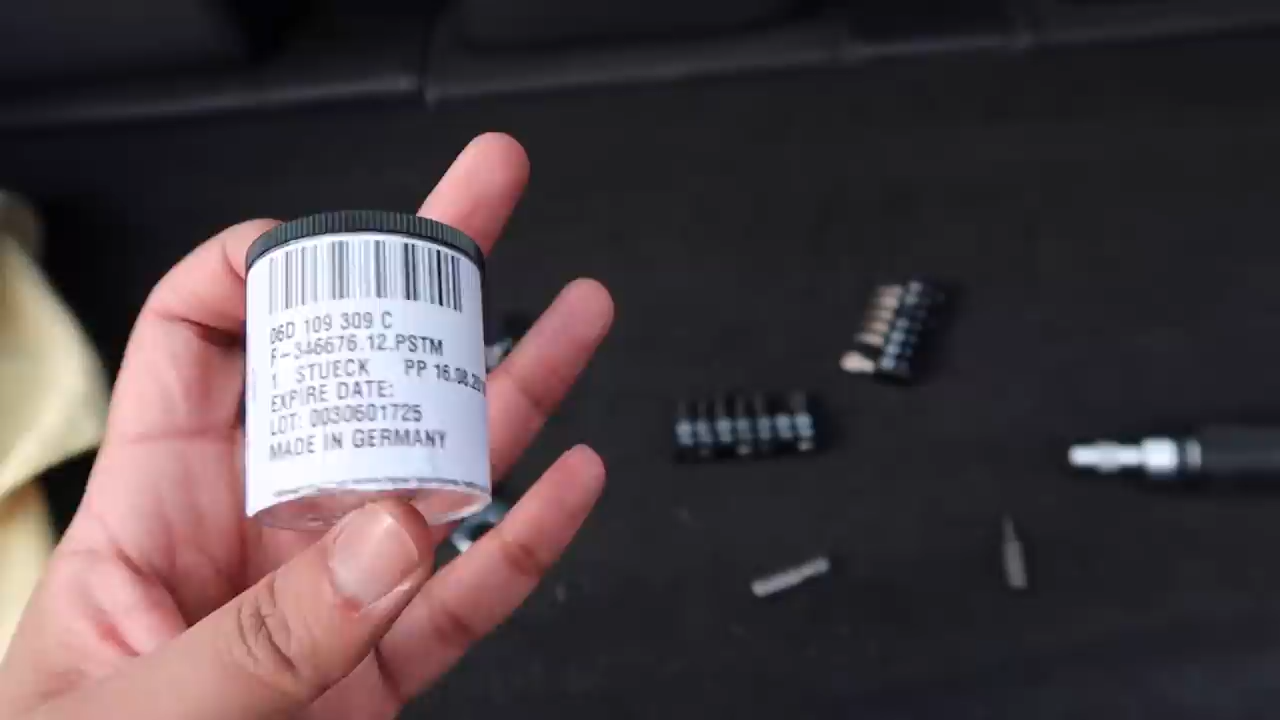 06D 109 309 C
F-346676.12.PSTM
1 STUECK PP 16.08.20
EXPIRE DATE:
LOT: 0030601725
MADE IN GERMANY